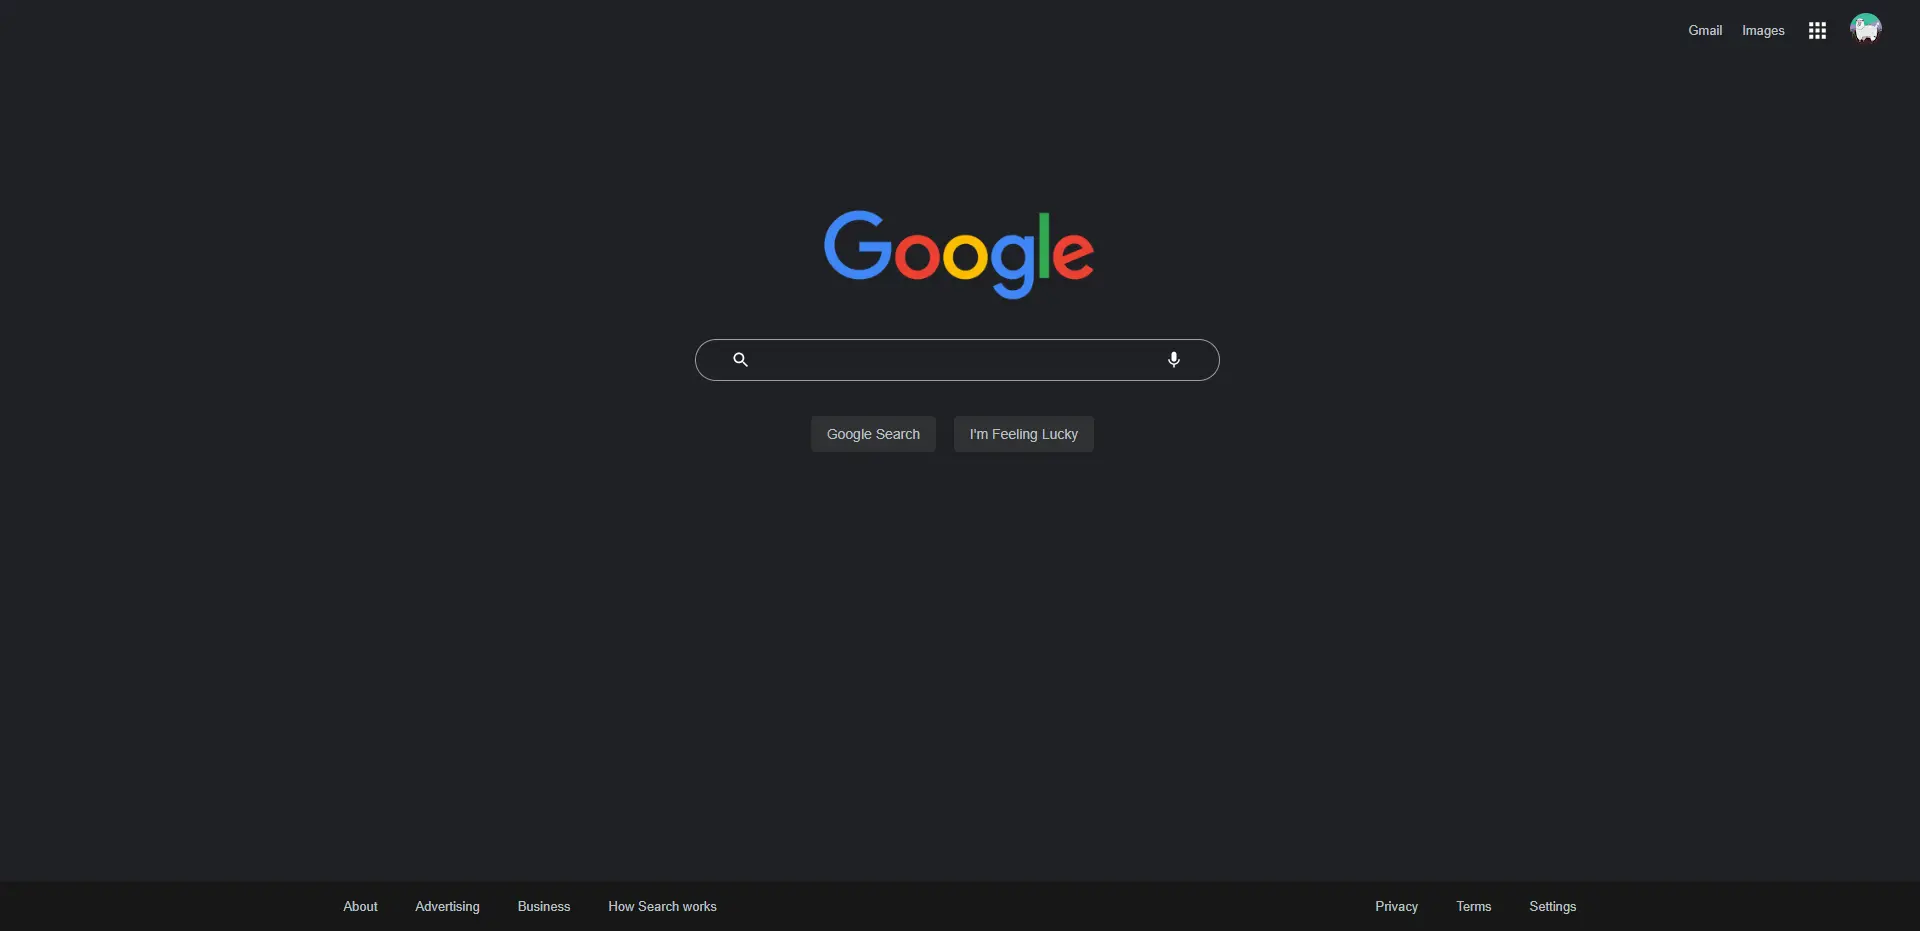 Gmail Images
Google
Google Search I'm Feeling Lucky
About Advertising Business How Search works Privacy Terms Settings